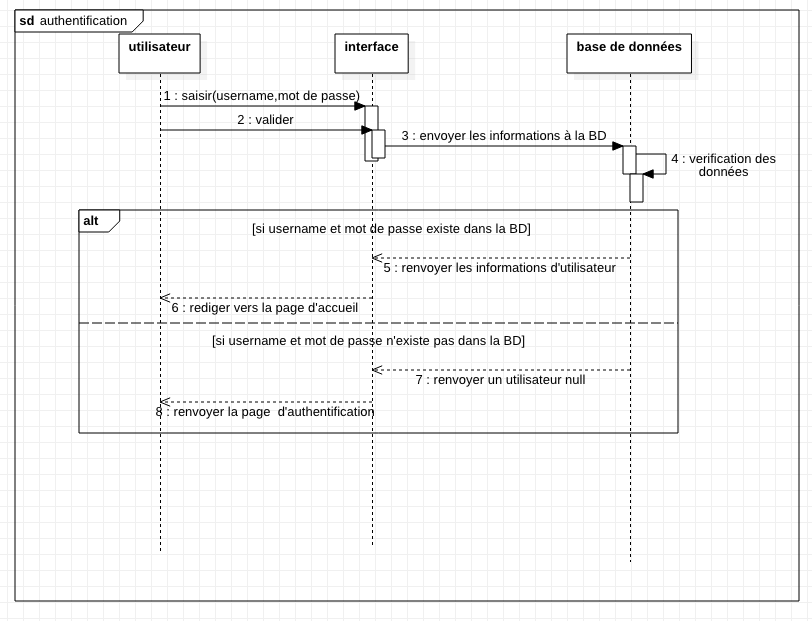 sd authentification
utilisateur
interface
base de données
1 : saisir(username,mot de passe)
2 : valider
3 : envoyer les informations à la BD
4 : verification des
données
alt
[si username et mot de passe existe dans la BD]
5 : renvoyer les informations d'utilisateur
6 : rediger vers la page d'accueil
[si username et mot de passe n'existe pas dans la BD]
7 : renvoyer un utilisateur null
8 : renvoyer la page  d'authentification